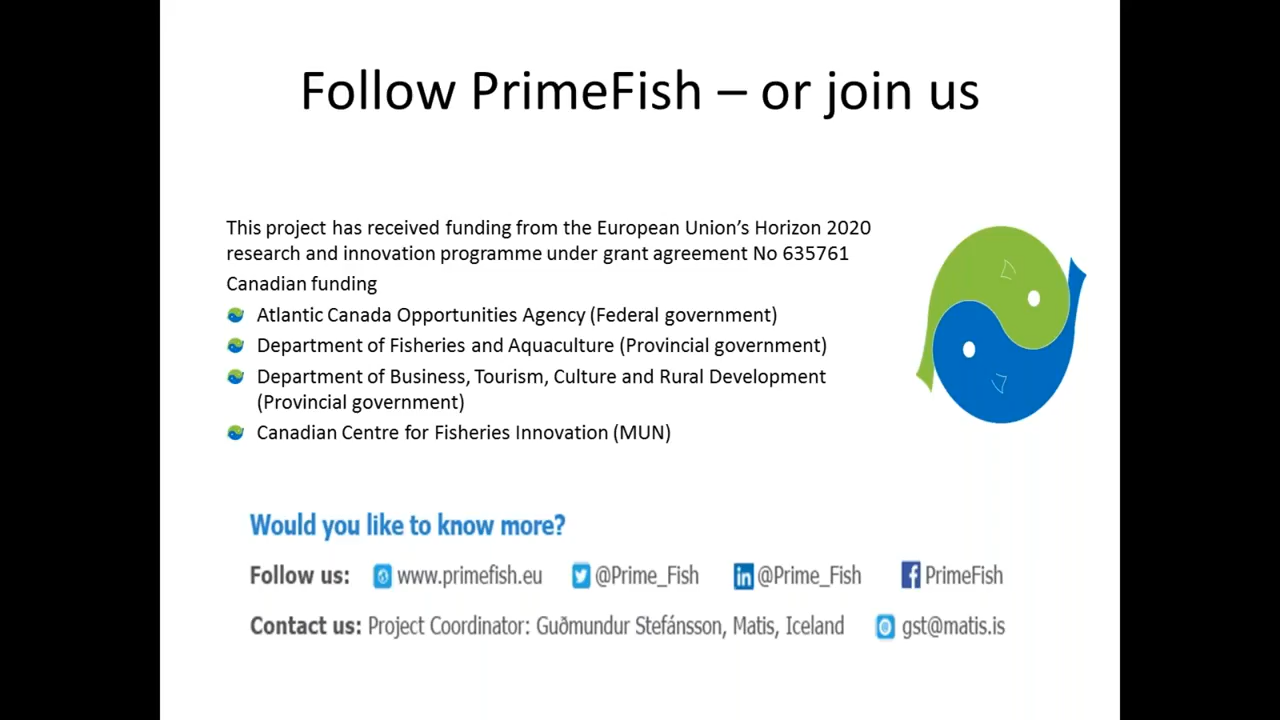 Follow PrimeFish – or join us
This project has received funding from the European Union's Horizon 2020
research and innovation programme under grant agreement No 635761
Canadian funding
Atlantic Canada Opportunities Agency (Federal government)
Department of Fisheries and Aquaculture (Provincial government)
Department of Business, Tourism, Culture and Rural Development
(Provincial government)
Canadian Centre for Fisheries Innovation (MUN)
Would you like to know more?
Follow us: www.primefish.eu @Prime_Fish in @Prime_Fish f PrimeFish
Contact us: Project Coordinator: Guðmundur Stefánsson, Matis, Iceland @ gst@matis.is